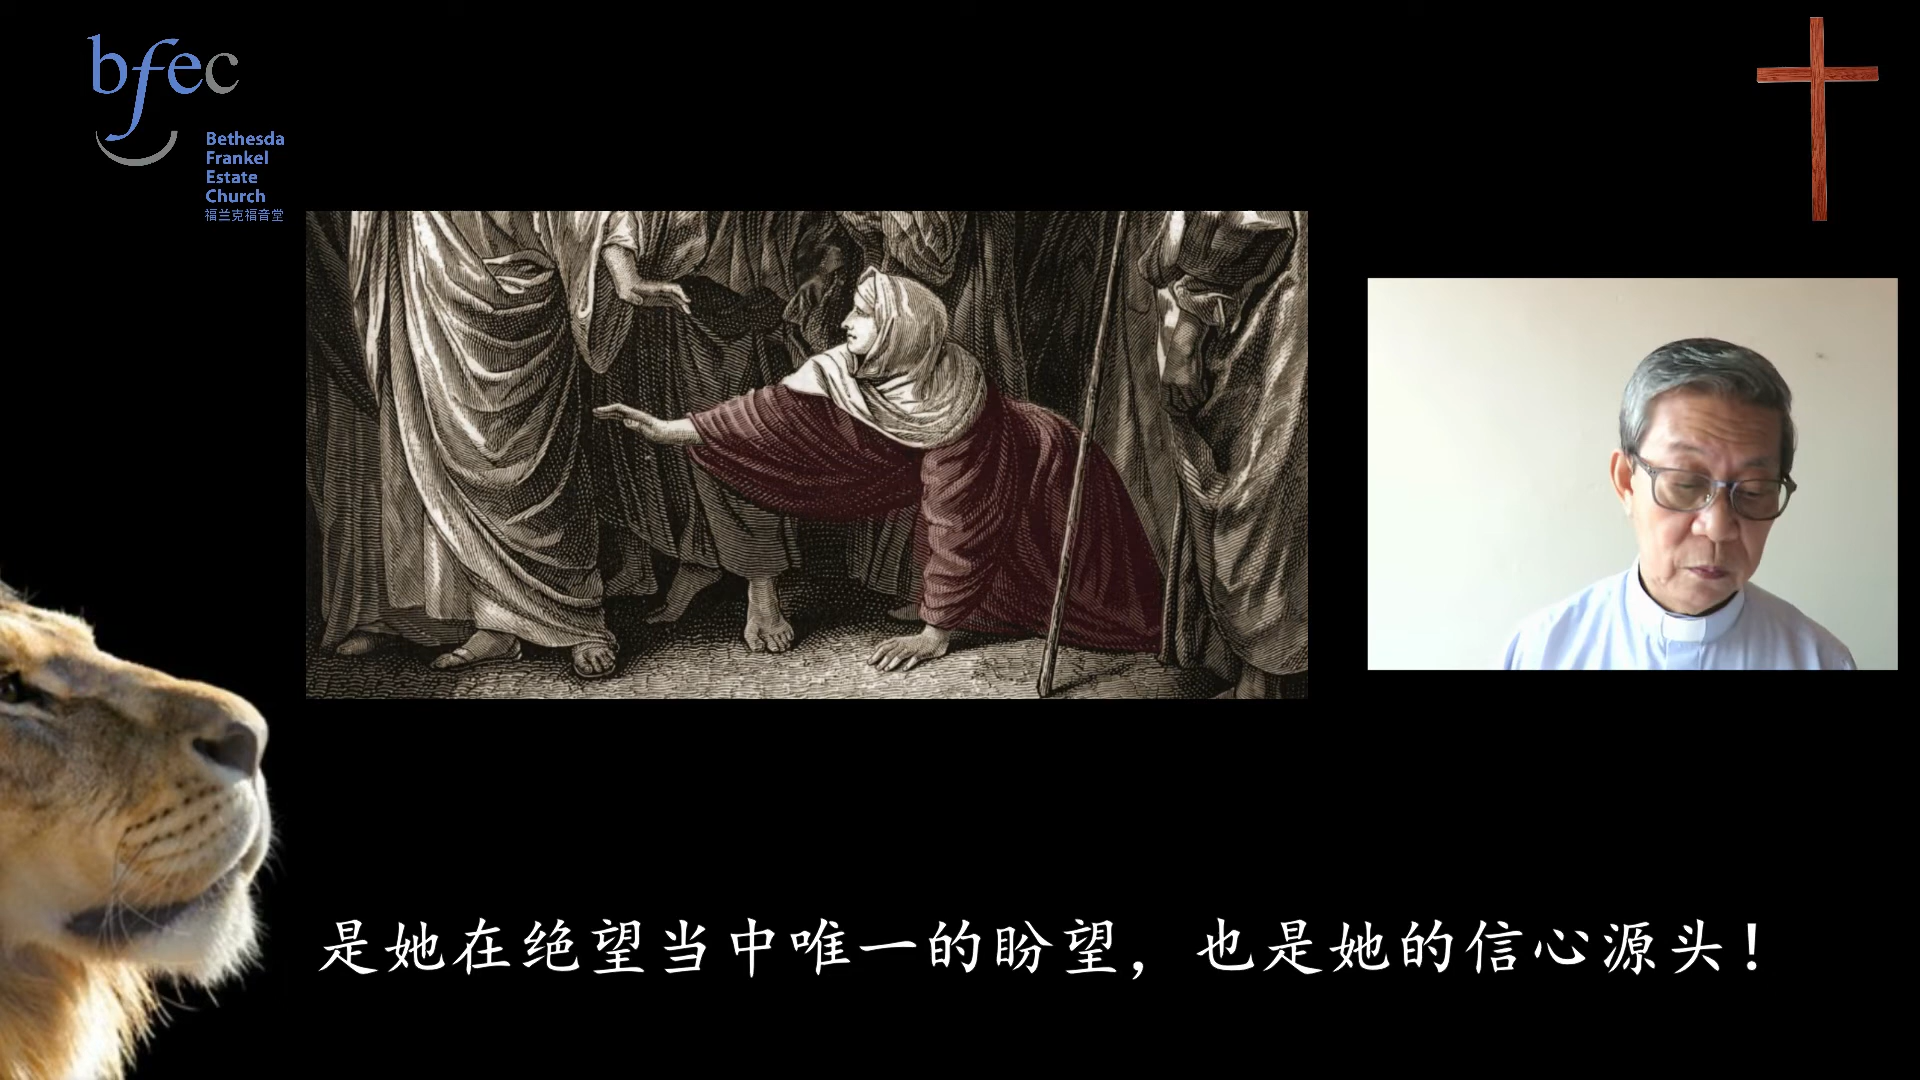 bfec
Bethesda
Frankel
Estate
Church
福兰克福音堂
是她在绝望当中唯一的盼望，也是她的信心源头！